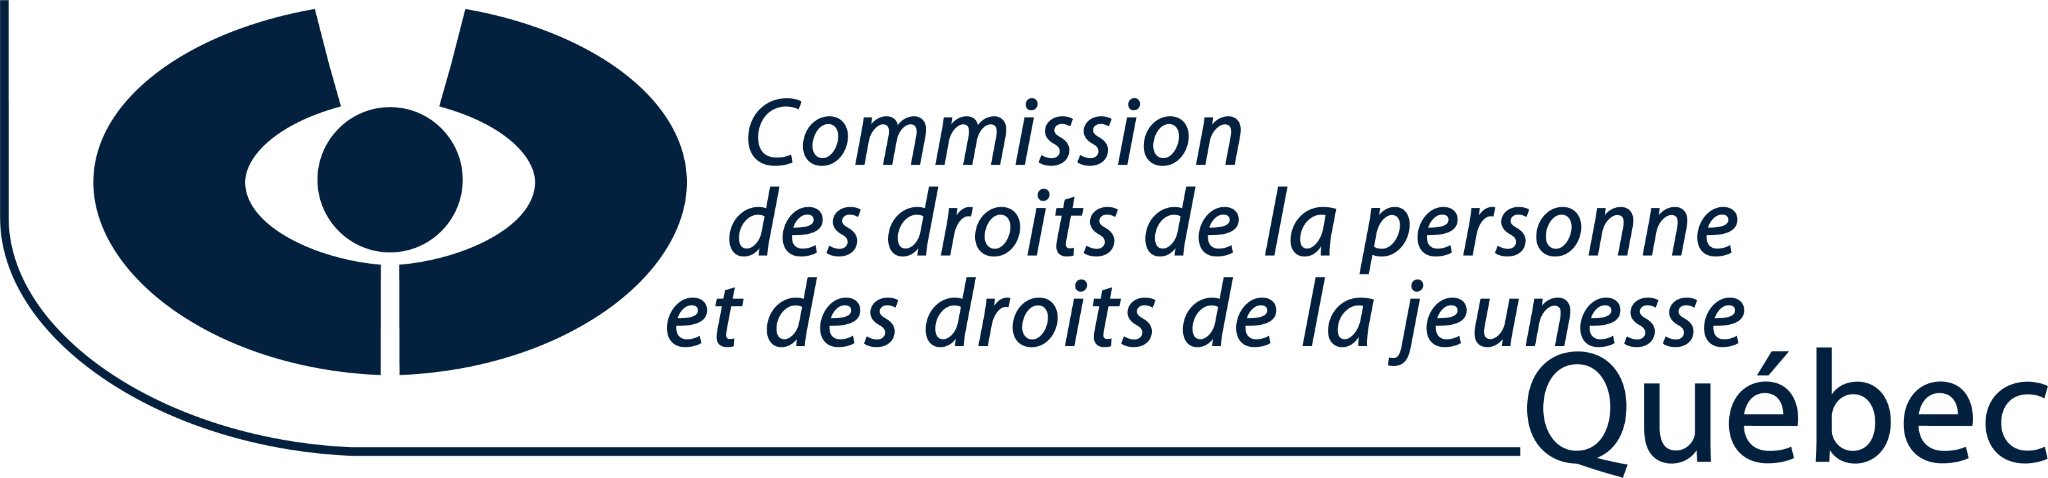 Commission
des droits de la personne
et des droits de la jeunesse
Québec